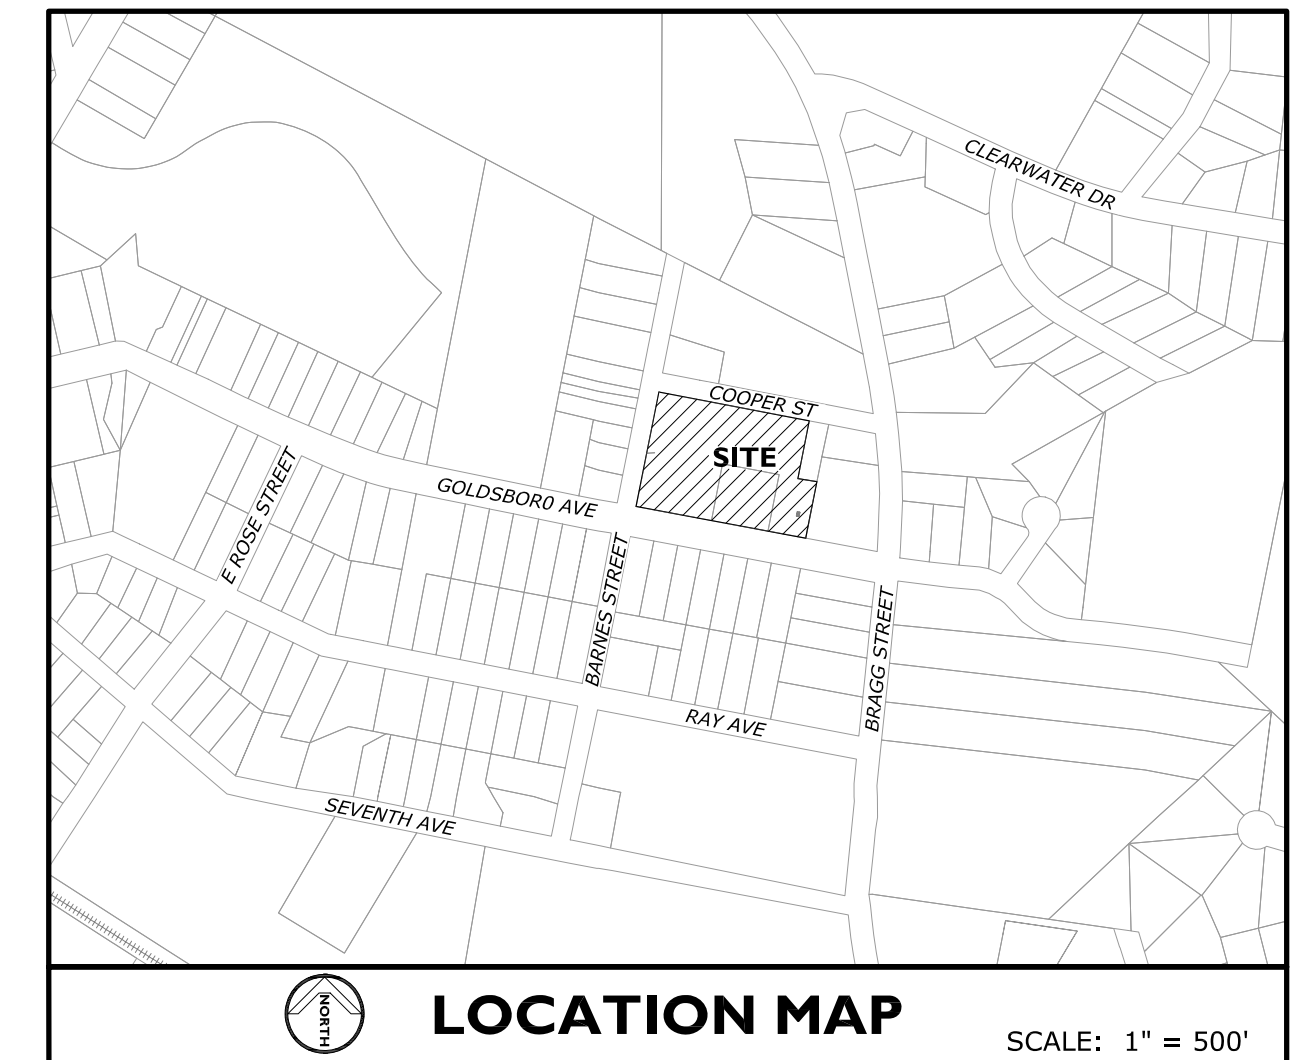 CLEARWATER DR
COOPER ST
SITE
GOLDSBOR0 AVE
E ROSE STREET
BARNES STREET
BRAGG STREET
RAY AVE
SEVENTH AVE
NORTH
LOCATION MAP
SCALE: 1" = 500'